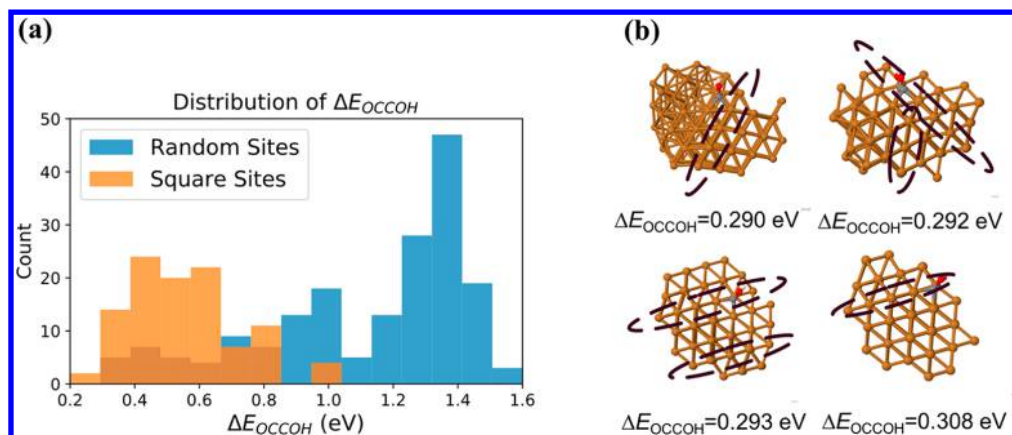 (a)
Distribution of ΔE_OCCOH
50
40
30
20
10
0
Count
Random Sites
Square Sites
0.2 0.4 0.6 0.8 1.0 1.2 1.4 1.6
ΔE_OCCOH (eV)
(b)
ΔE_OCCOH=0.290 eV ΔE_OCCOH=0.292 eV
ΔE_OCCOH=0.293 eV ΔE_OCCOH=0.308 eV